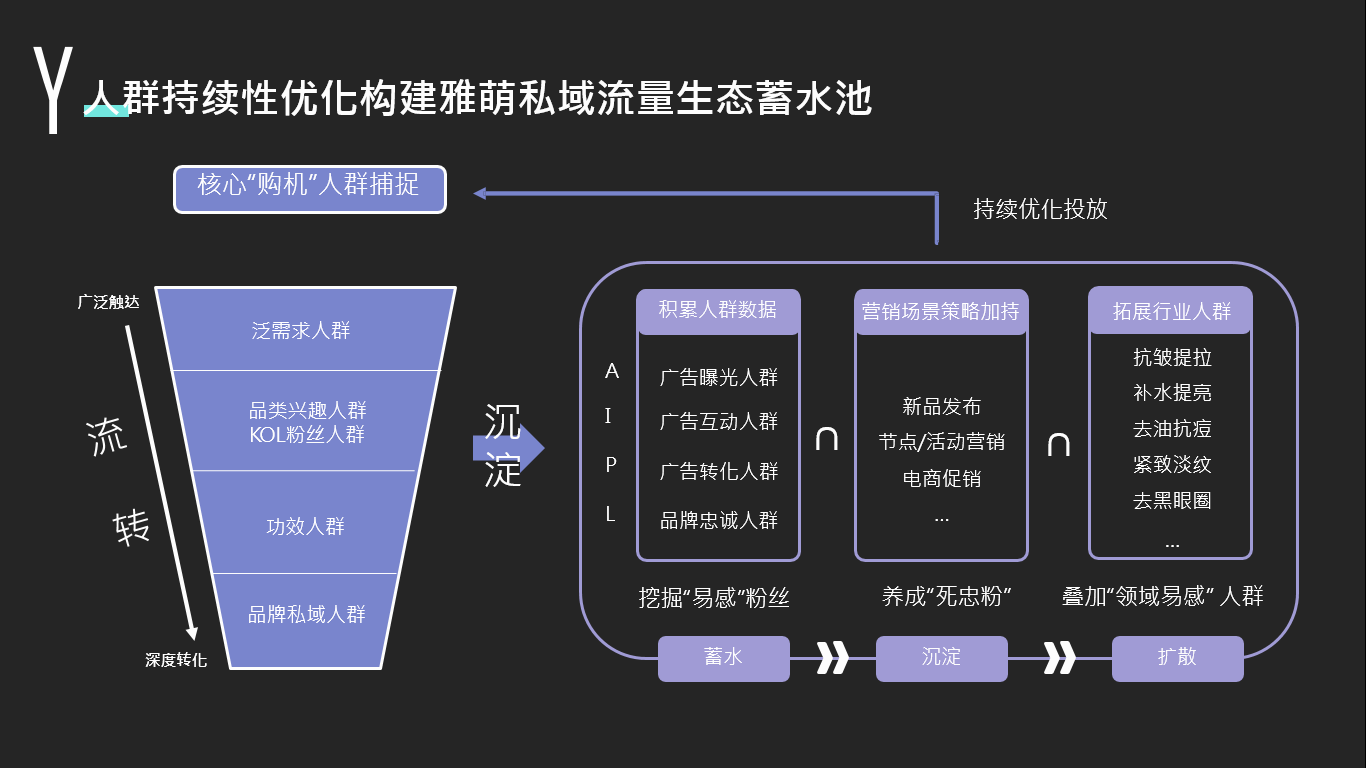 Y
人群持续性优化构建雅萌私域流量生态蓄水池
核心“购机”人群捕捉
持续优化投放
广泛触达
泛需求人群
品类兴趣人群
KOL粉丝人群
功效人群
品牌私域人群
流
转
深度转化
沉
淀
积累人群数据
A
广告曝光人群
I
广告互动人群
P
广告转化人群
L
品牌忠诚人群
挖掘“易感”粉丝
∩
营销场景策略加持
新品发布
节点/活动营销
电商促销
...
养成“死忠粉”
∩
拓展行业人群
抗皱提拉
补水提亮
去油抗痘
紧致淡纹
去黑眼圈
...
叠加“领域易感” 人群
蓄水
沉淀
扩散